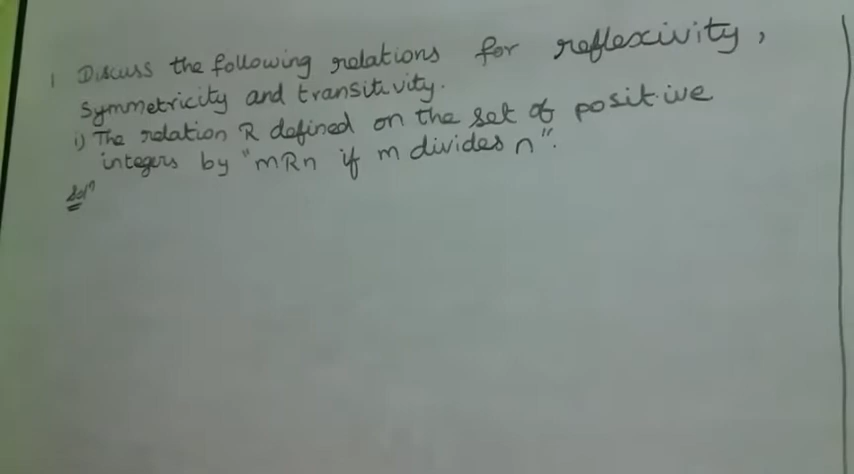 1 Discuss the following relations for reflexivity,
symmetricity and transitivity.
i) The relation R defined on the set of positive
integers by "mRn if m divides n".
Solⁿ